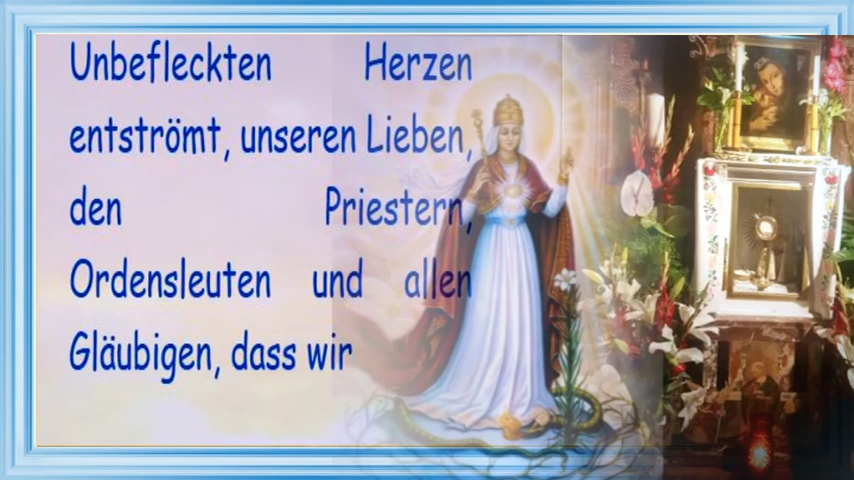 Unbefleckten Herzen
entströmt, unseren Lieben,
den Priestern,
Ordensleuten und allen
Gläubigen, dass wir